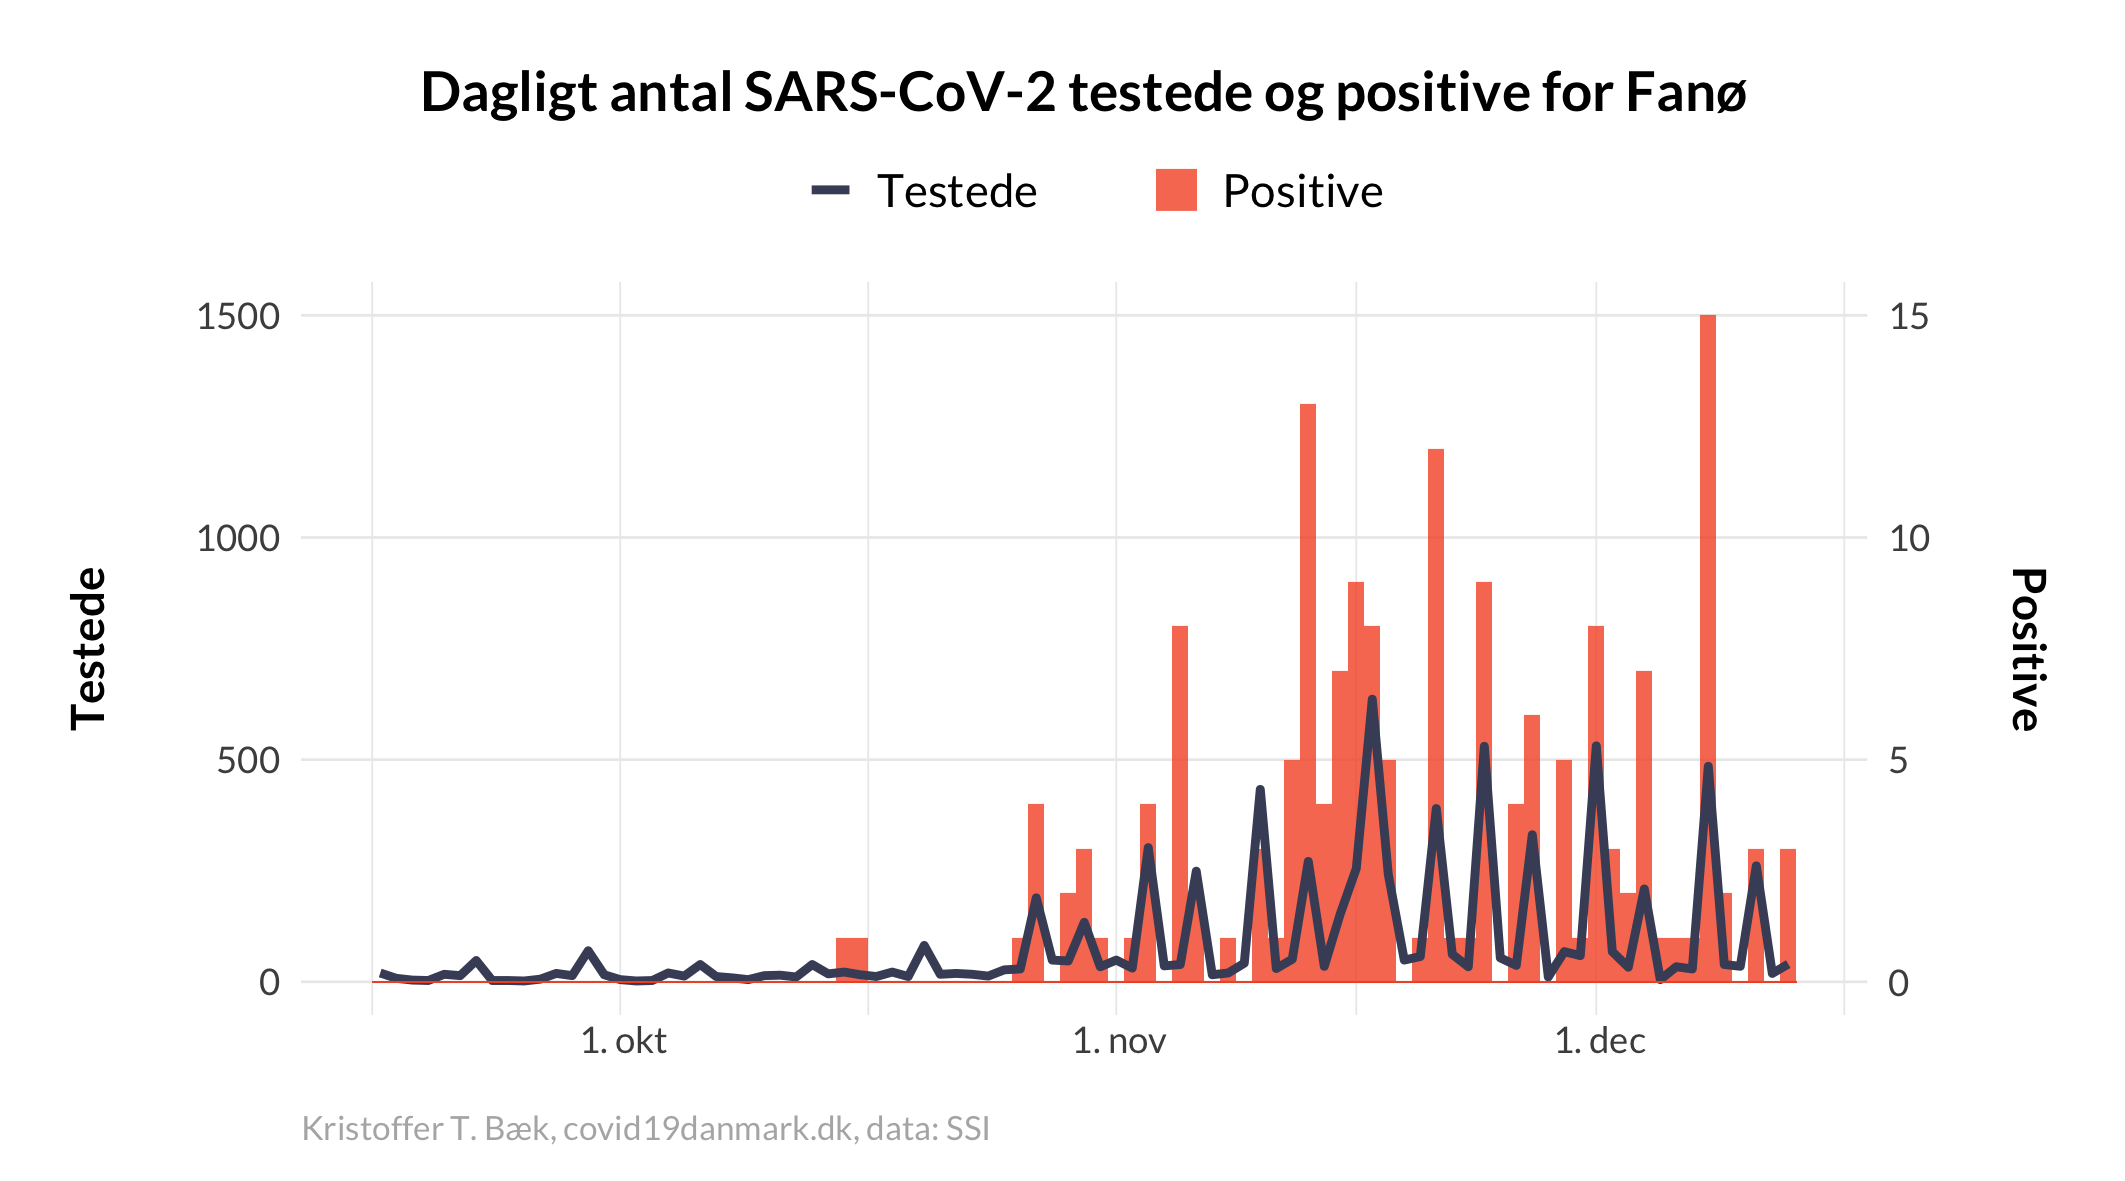 Dagligt antal SARS-CoV-2 testede og positive for Fanø
Testede
Positive
1500
1000
500
0
15
10
5
0
Testede
Positive
1. okt
1. nov
1. dec
Kristoffer T. Bæk, covid19danmark.dk, data: SSI